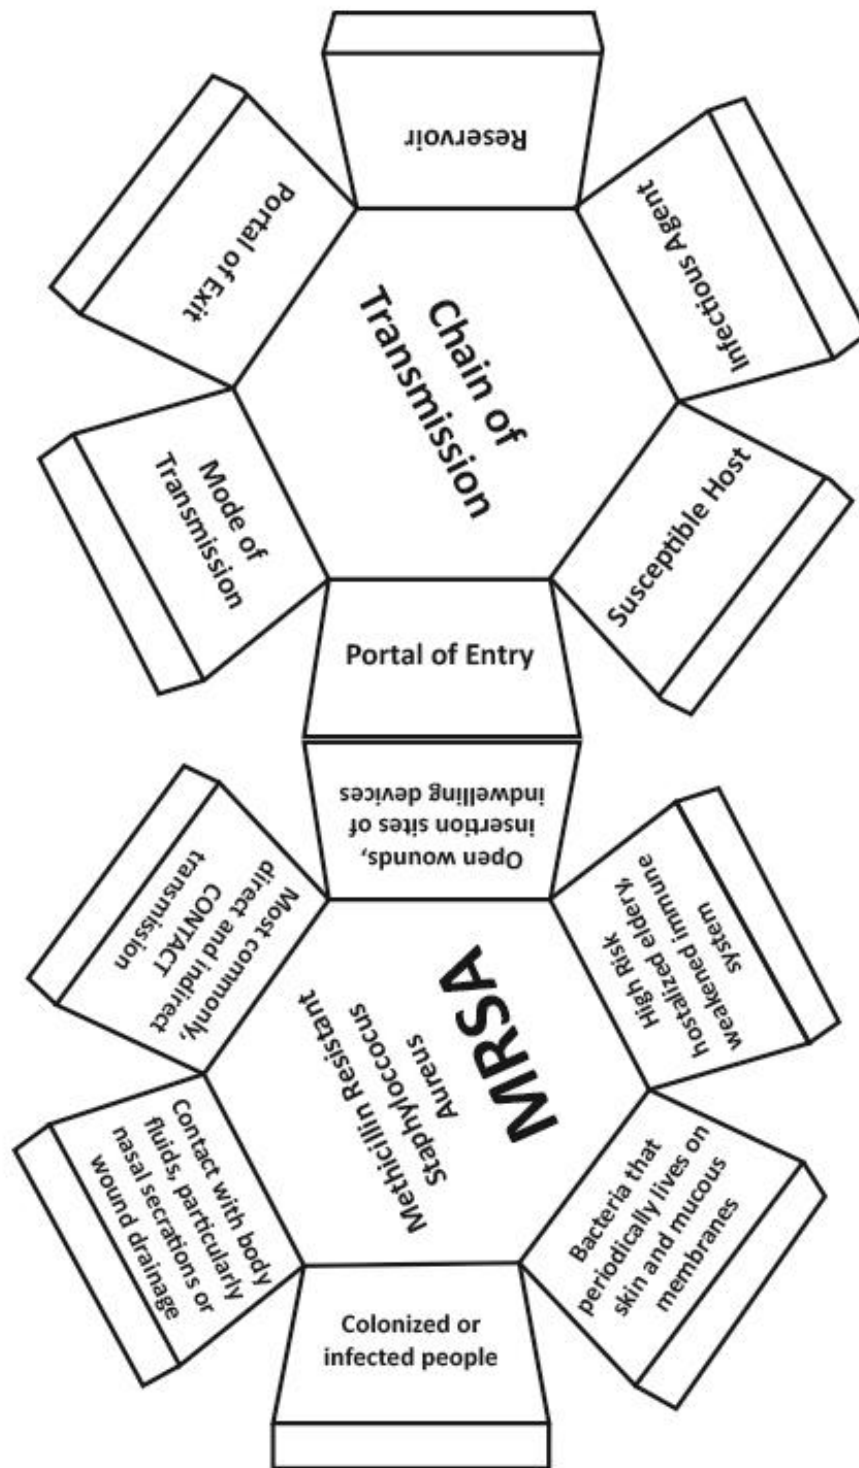 Reservoir
Infectious Agent
Portal of Exit
Chain of
Transmission
Mode of
Transmission
Susceptible Host
Portal of Entry
Open wounds,
insertion sites of
indwelling devices
Most commonly,
direct and indirect
CONTACT
transmission
High Risk
hostalized eldery,
weakened immune
system
MRSA
Methicillin Resistant
Staphyloccocus
Aureus
Contact with body
fluids, particularly
nasal secrations or
wound drainage
Bacteria that
periodically lives on
skin and mucous
membranes
Colonized or
infected people